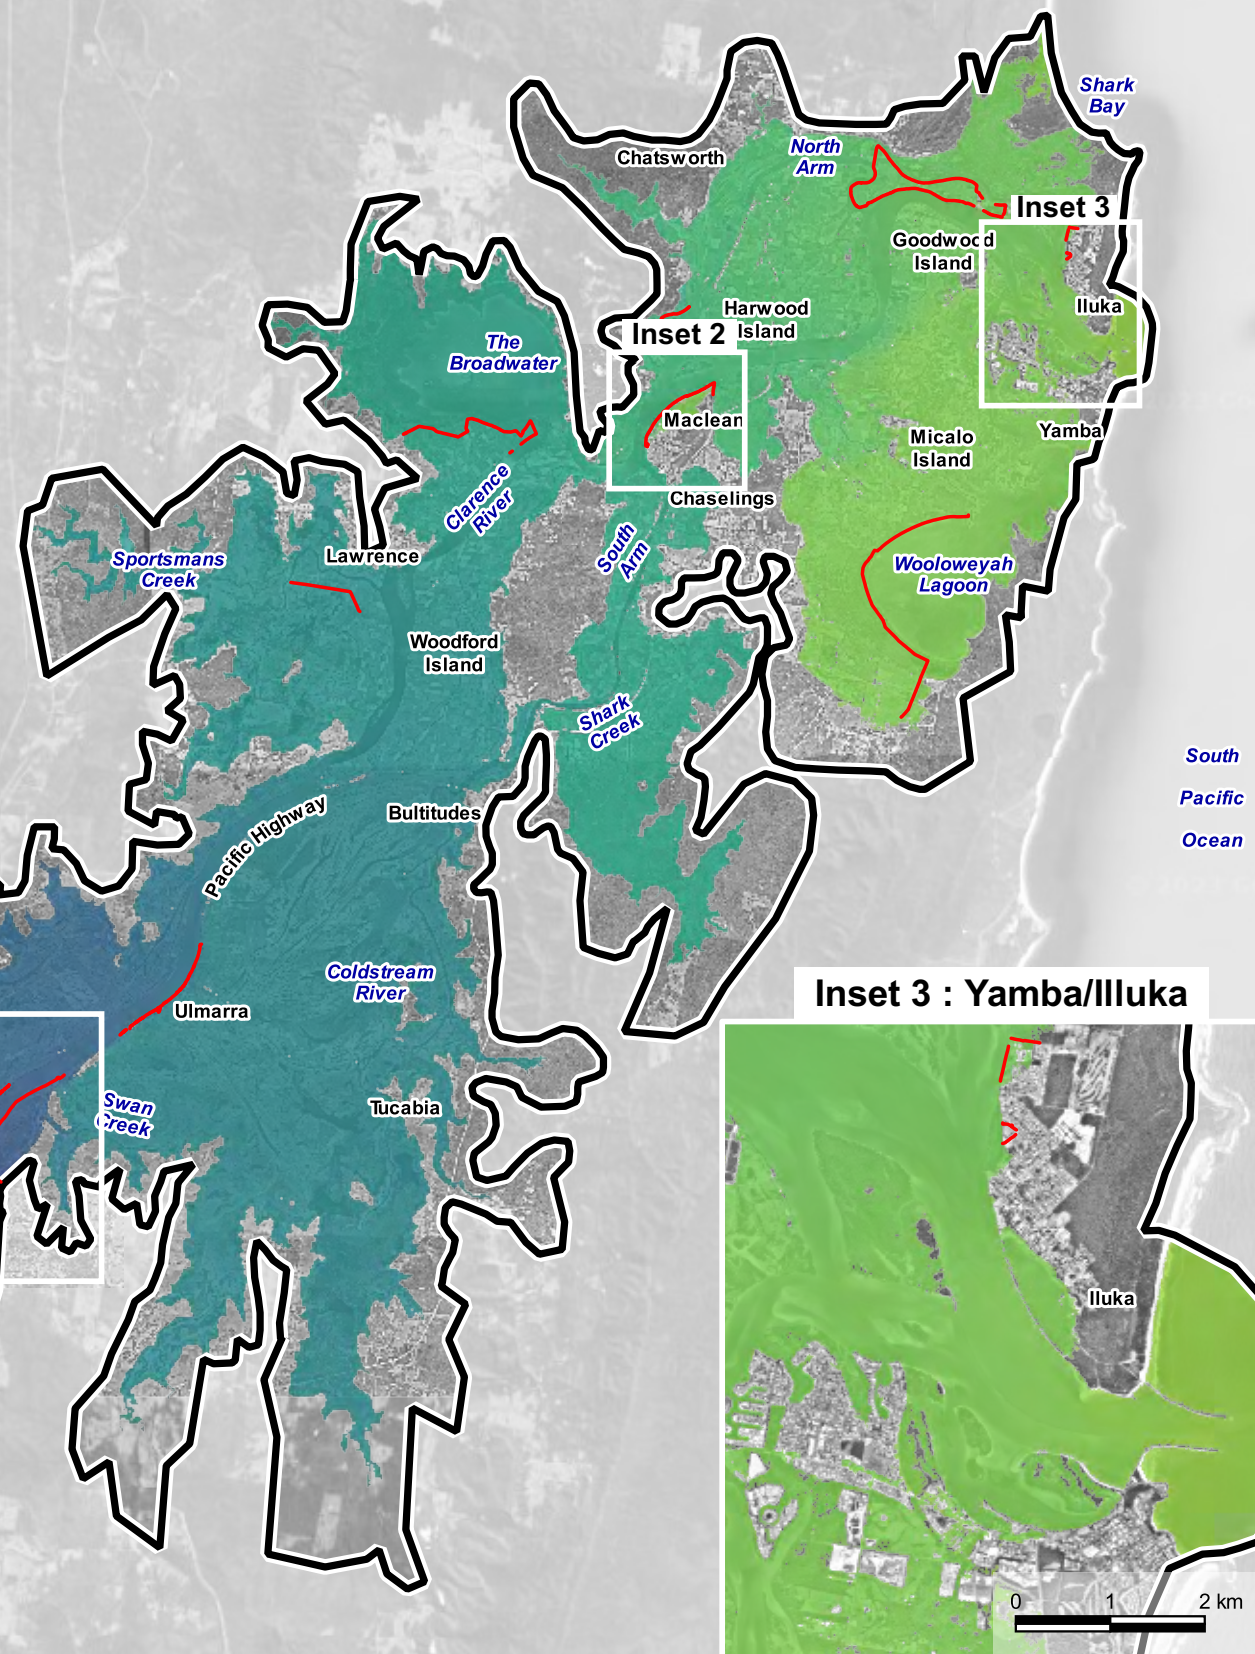 Shark
Bay
North
Arm
Chatsworth
Inset 3
Goodwood
Island
Iluka
Harwood
Island
Inset 2
The
Broadwater
Maclean
Micalo
Island
Yamba
Clarence
River
Chaselings
South
Arm
Lawrence
Sportsmans
Creek
Wooloweyah
Lagoon
Woodford
Island
Shark
Creek
South
Pacific
Ocean
Bultitudes
Pacific Highway
Coldstream
River
Ulmarra
Swan
Creek
Tucabia
Inset 3 : Yamba/Illuka
Iluka
0 1 2 km